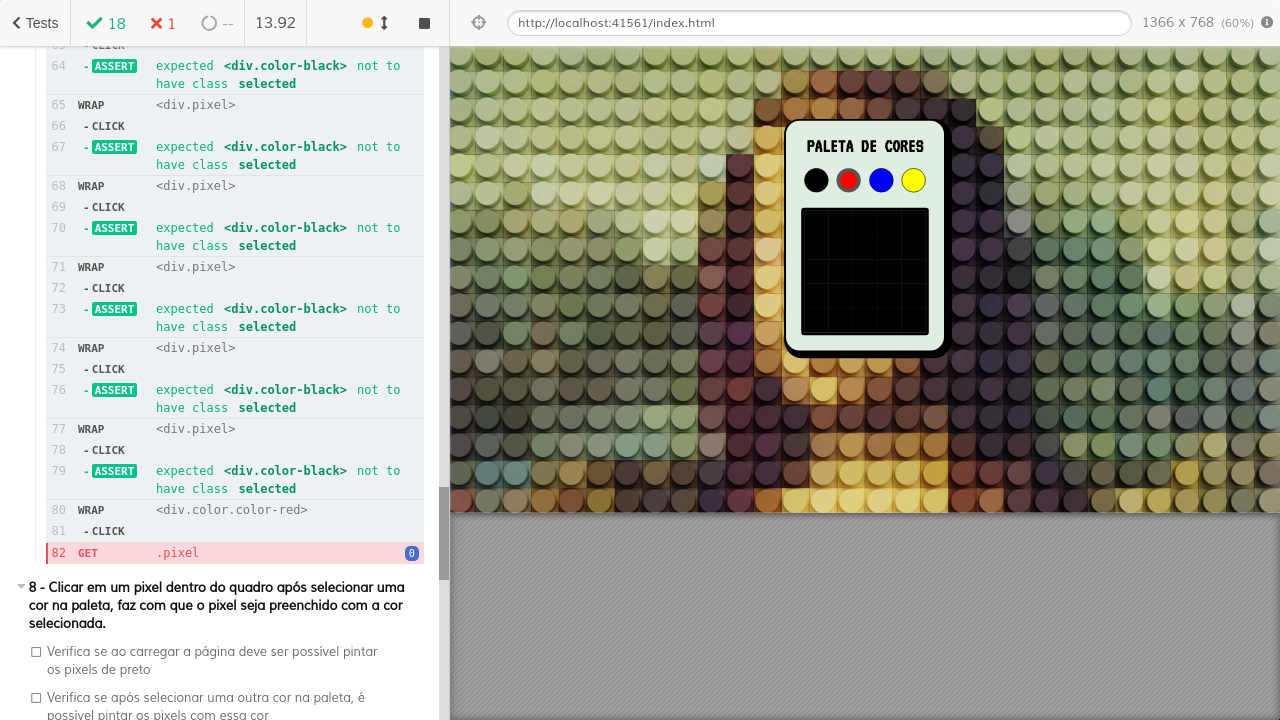 Tests
18
1
--
13.92
http://localhost:41561/index.html
1366 x 768 (60%)
63 -CLICK
64 -ASSERT expected <div.color-black> not to
have class selected
65 WRAP <div.pixel>
66 -CLICK
67 -ASSERT expected <div.color-black> not to
have class selected
68 WRAP <div.pixel>
69 -CLICK
70 -ASSERT expected <div.color-black> not to
have class selected
71 WRAP <div.pixel>
72 -CLICK
73 -ASSERT expected <div.color-black> not to
have class selected
74 WRAP <div.pixel>
75 -CLICK
76 -ASSERT expected <div.color-black> not to
have class selected
77 WRAP <div.pixel>
78 -CLICK
79 -ASSERT expected <div.color-black> not to
have class selected
80 WRAP <div.color.color-red>
81 -CLICK
82 GET .pixel 0
8 - Clicar em um pixel dentro do quadro após selecionar uma
cor na paleta, faz com que o pixel seja preenchido com a cor
selecionada.
Verifica se ao carregar a página deve ser possível pintar
os pixels de preto
Verifica se após selecionar uma outra cor na paleta, é
possível pintar os pixels com essa cor
PALETA DE CORES